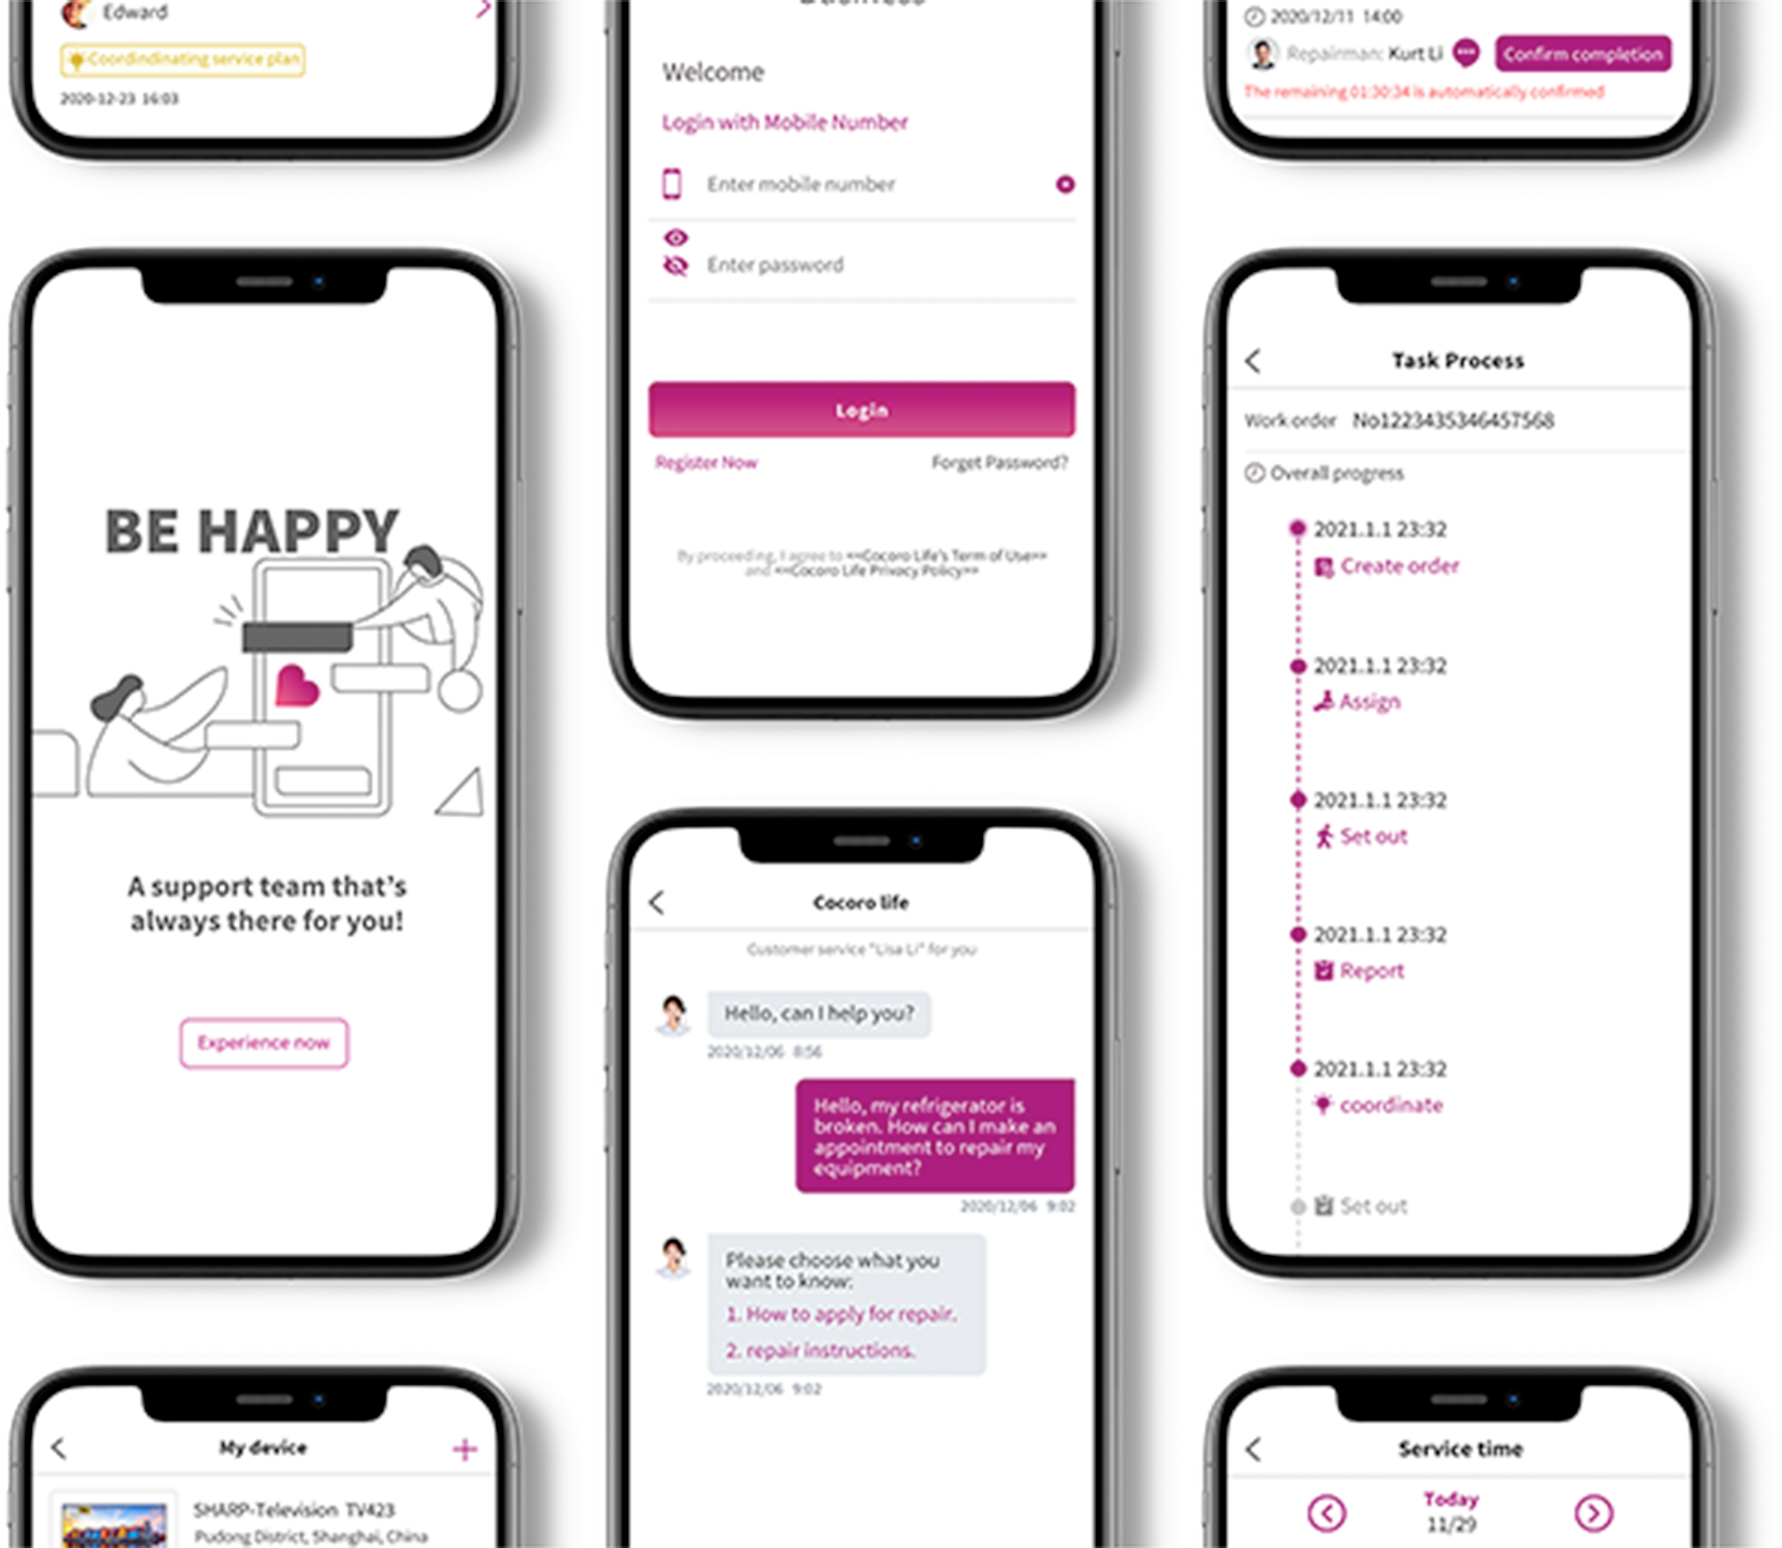 Edward
Coordindinating service plan
2020-12-23 16:03
BE HAPPY
A support team that's
always there for you!
Experience now
My device
SHARP-Television TV423
Pudong District, Shanghai, China
Welcome
Login with Mobile Number
Enter mobile number
Enter password
Login
Register Now
Forget Password?
By proceeding, I agree to <<Cocoro Life's Term of Use>>
and <<Cocoro Life Privacy Policy>>
Cocoro life
Customer service "Lisa Li" for you
Hello, can I help you?
2020/12/06 8:56
Hello, my refrigerator is
broken. How can I make an
appointment to repair my
equipment?
2020/12/06 9:02
Please choose what you
want to know:
1. How to apply for repair.
2. repair instructions.
2020/12/06 9:02
2020/12/11 14:00
Repairman: Kurt Li
Confirm completion
The remaining 01:30:34 is automatically confirmed
Task Process
Work order No1223435346457568
Overall progress
2021.1.1 23:32
Create order
2021.1.1 23:32
Assign
2021.1.1 23:32
Set out
2021.1.1 23:32
Report
2021.1.1 23:32
coordinate
Set out
Service time
Today
11/29